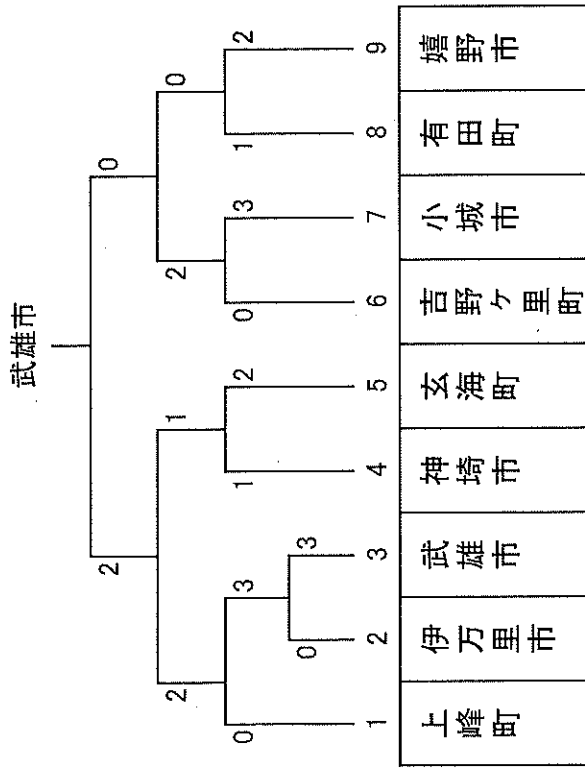 武雄市
2 0
2 1 2 0
0 3 1 2 0 3 1 2
0 3
1 2 3 4 5 6 7 8 9
上峰町
伊万里市
武雄市
神埼市
玄海町
吉野ヶ里町
小城市
有田町
嬉野市